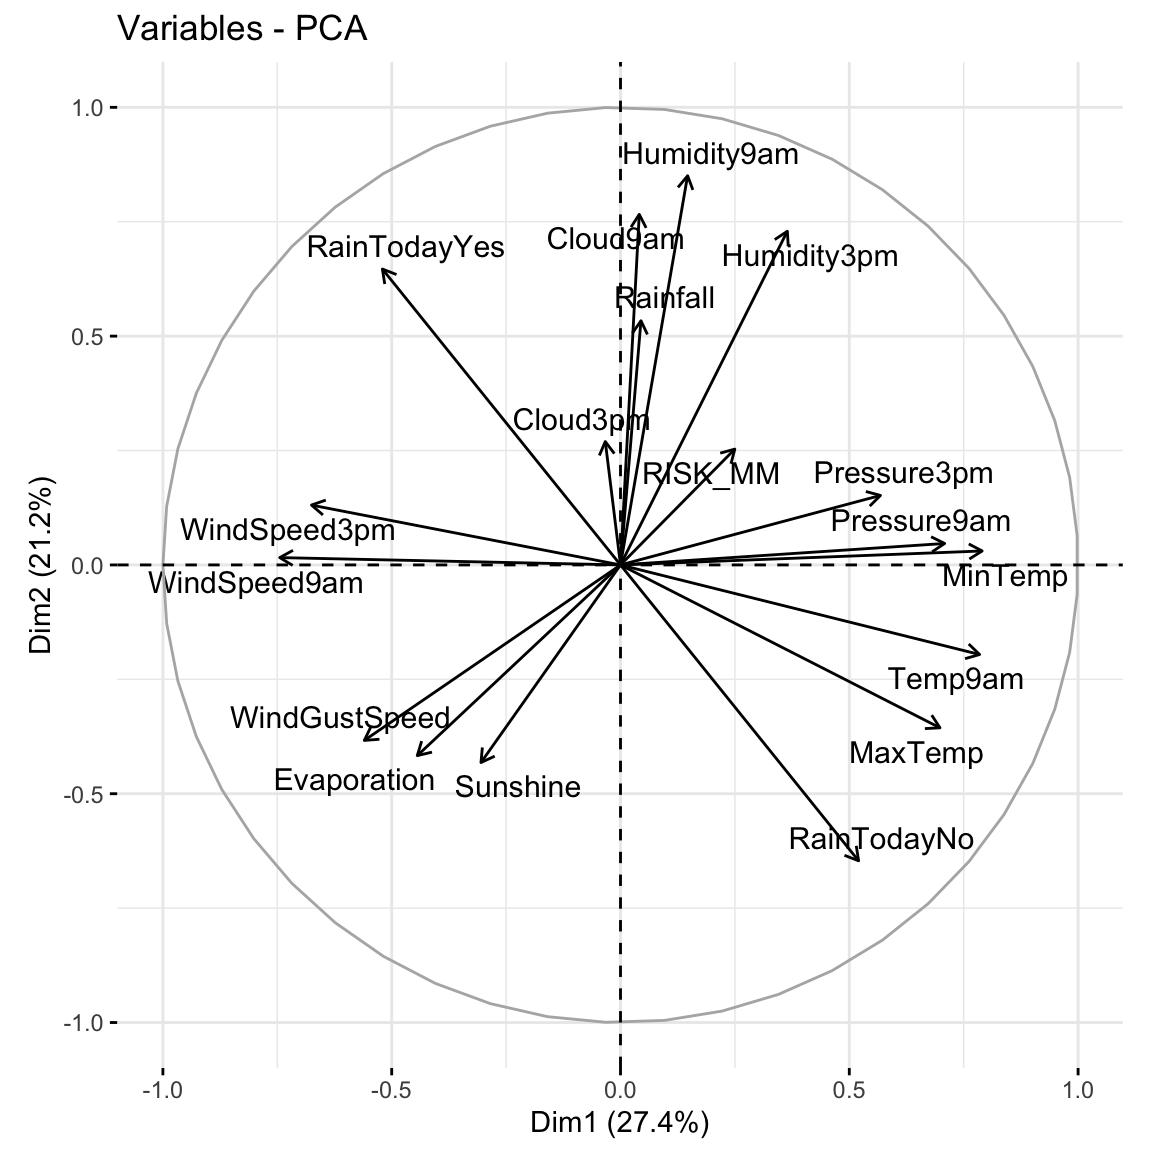 Variables - PCA
1.0
0.5
0.0
-0.5
-1.0
Dim2 (21.2%)
Humidity9am
Cloud9am
RainTodayYes
Humidity3pm
Rainfall
Cloud3pm
RISK_MM
Pressure3pm
Pressure9am
WindSpeed3pm
MinTemp
WindSpeed9am
Temp9am
WindGustSpeed
MaxTemp
Evaporation
Sunshine
RainTodayNo
-1.0
-0.5
0.0
0.5
1.0
Dim1 (27.4%)